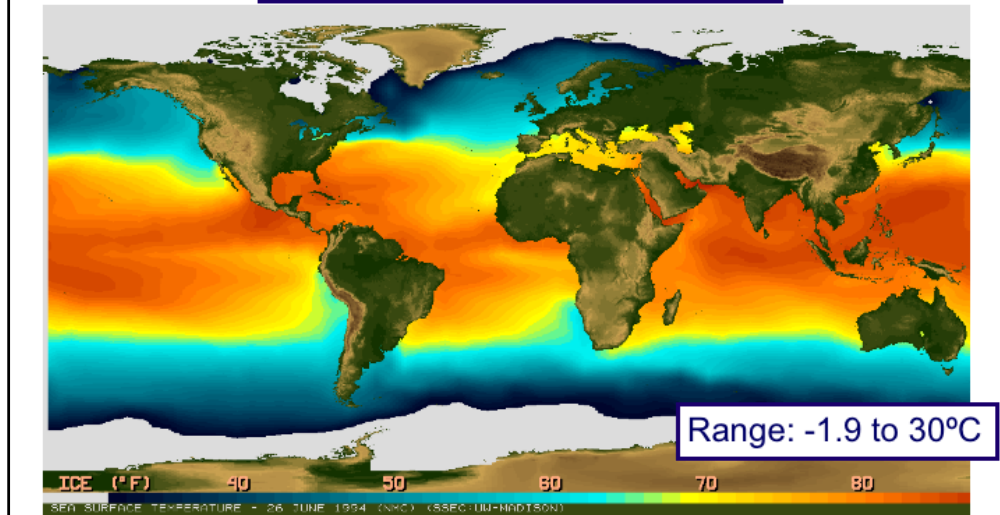 Range: -1.9 to 30ºC
ICE (°F) 40 50 60 70 80
SEA SURFACE TEMPERATURE - 26 JUNE 1994 (NMC) (SSEC:UW-MADISON)